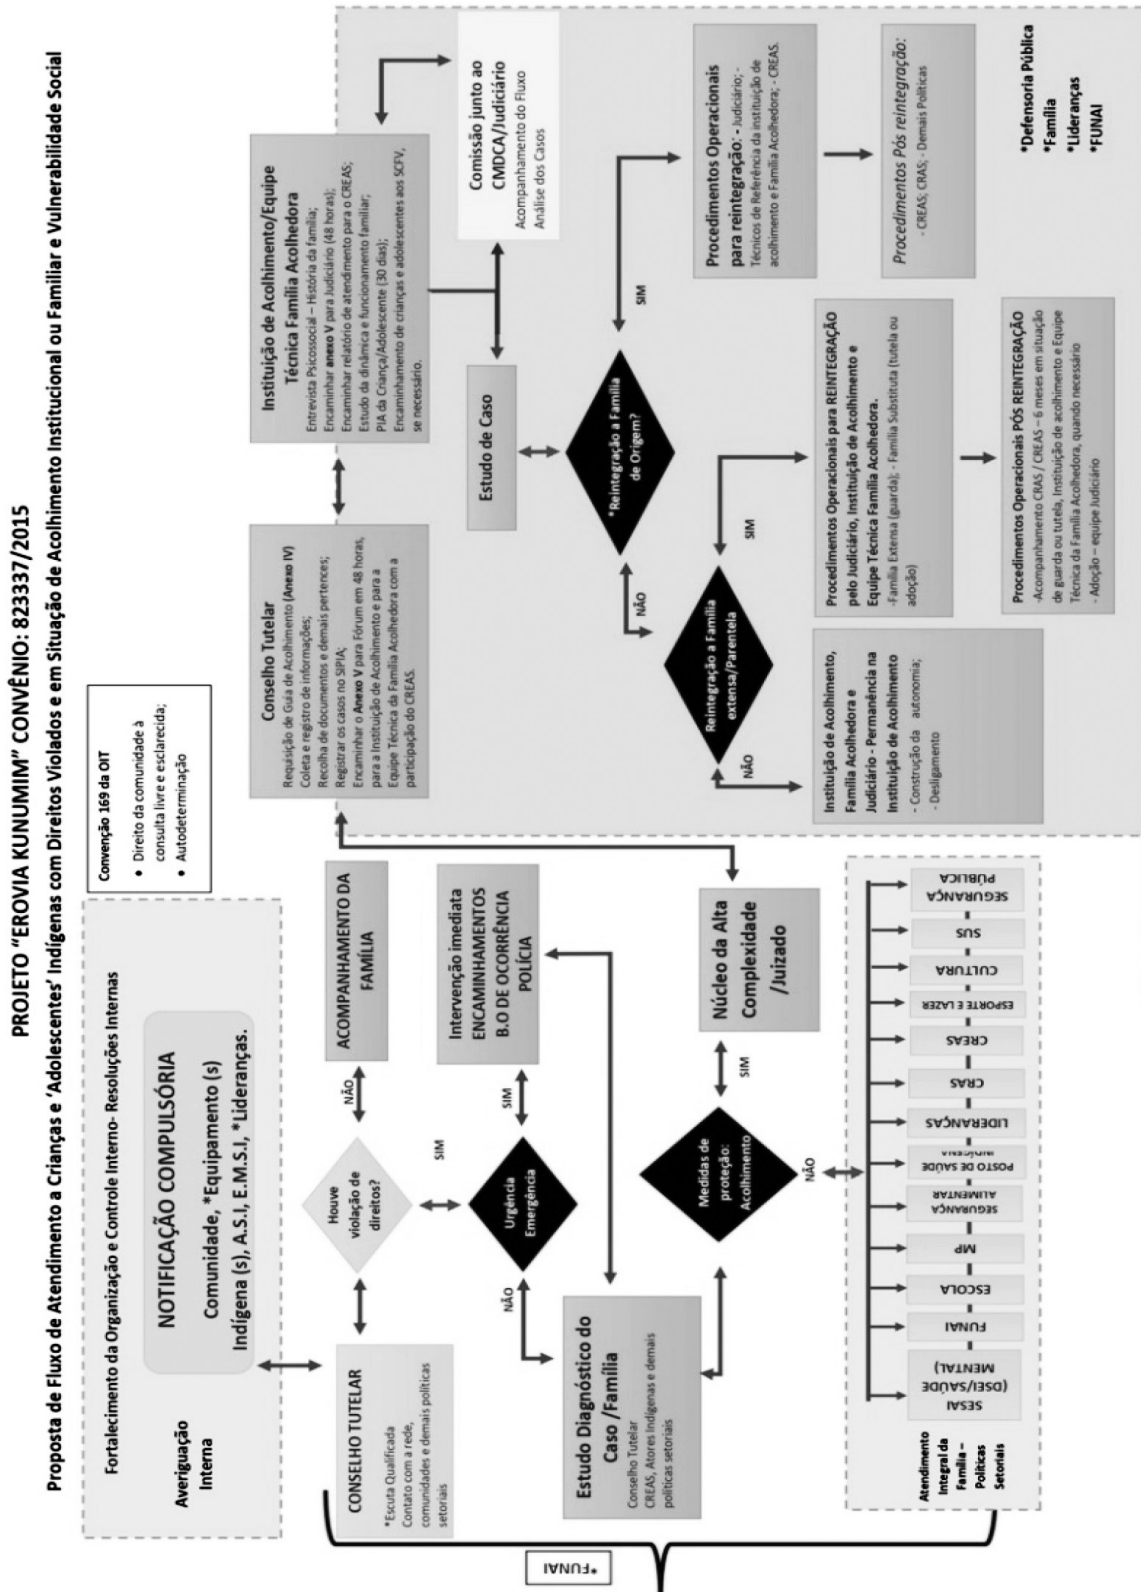 PROJETO "EROVIA KUNUMIM" CONVÊNIO: 823337/2015
Proposta de Fluxo de Atendimento a Crianças e 'Adolescentes' Indígenas com Direitos Violados e em Situação de Acolhimento Institucional ou Familiar e Vulnerabilidade Social
Fortalecimento da Organização e Controle Interno- Resoluções Internas
Averiguação
Interna
NOTIFICAÇÃO COMPULSÓRIA
Comunidade, *Equipamento (s)
Indígena (s), A.S.I, E.M.S.I, *Lideranças.
Convenção 169 da OIT
• Direito da comunidade à
consulta livre e esclarecida;
• Autodeterminação
CONSELHO TUTELAR
*Escuta Qualificada
Contato com a rede,
comunidades e demais políticas
setoriais
Houve
violação de
direitos?
NÃO
ACOMPANHAMENTO DA
FAMÍLIA
SIM
Urgência
Emergência
SIM
Intervenção imediata
ENCAMINHAMENTOS
B.O DE OCORRÊNCIA
POLÍCIA
NÃO
*FUNAI
Estudo Diagnóstico do
Caso /Família
Conselho Tutelar
CREAS, Atores Indígenas e demais
políticas setoriais
Medidas de
proteção:
Acolhimento
SIM
Núcleo da Alta
Complexidade
/Juizado
NÃO
Atendimento
Integral da
Família –
Políticas
Setoriais
SESAI
(DSEI/SAÚDE
MENTAL)
FUNAI
ESCOLA
MP
SEGURANÇA
ALIMENTAR
POSTO DE SAÚDE
INDÍGENA
LIDERANÇAS
CRAS
CREAS
ESPORTE E LAZER
CULTURA
SUS
SEGURANÇA
PÚBLICA
Conselho Tutelar
Requisição de Guia de Acolhimento (Anexo IV)
Coleta e registro de informações;
Recolha de documentos e demais pertences;
Registrar os casos no SIPIA;
Encaminhar o Anexo V para Fórum em 48 horas,
para a Instituição de Acolhimento e para a
Equipe Técnica da Família Acolhedora com a
participação do CREAS.
Instituição de Acolhimento/Equipe
Técnica Família Acolhedora
Entrevista Psicossocial – História da família;
Encaminhar anexo V para Judiciário (48 horas);
Encaminhar relatório de atendimento para o CREAS;
Estudo da dinâmica e funcionamento familiar;
PIA da Criança/Adolescente (30 dias);
Encaminhamento de crianças e adolescentes aos SCFV,
se necessário.
Comissão junto ao
CMDCA/Judiciário
Acompanhamento do Fluxo
Análise dos Casos
Estudo de Caso
*Reintegração a Família
de Origem?
NÃO
SIM
Reintegração a Família
extensa/Parentela
NÃO
SIM
Instituição de Acolhimento,
Família Acolhedora e
Judiciário - Permanência na
Instituição de Acolhimento
- Construção da autonomia;
- Desligamento
Procedimentos Operacionais para REINTEGRAÇÃO
pelo Judiciário, Instituição de Acolhimento e
Equipe Técnica Família Acolhedora.
-Família Extensa (guarda); - Família Substituta (tutela ou
adoção)
Procedimentos Operacionais PÓS REINTEGRAÇÃO
-Acompanhamento CRAS / CREAS – 6 meses em situação
de guarda ou tutela, Instituição de acolhimento e Equipe
Técnica da Família Acolhedora, quando necessário
- Adoção – equipe Judiciário
Procedimentos Operacionais
para reintegração: - Judiciário; -
Técnicos de Referência da instituição de
acolhimento e Família Acolhedora; - CREAS.
Procedimentos Pós reintegração:
- CREAS; CRAS; - Demais Políticas
*Defensoria Pública
*Família
*Lideranças
*FUNAI